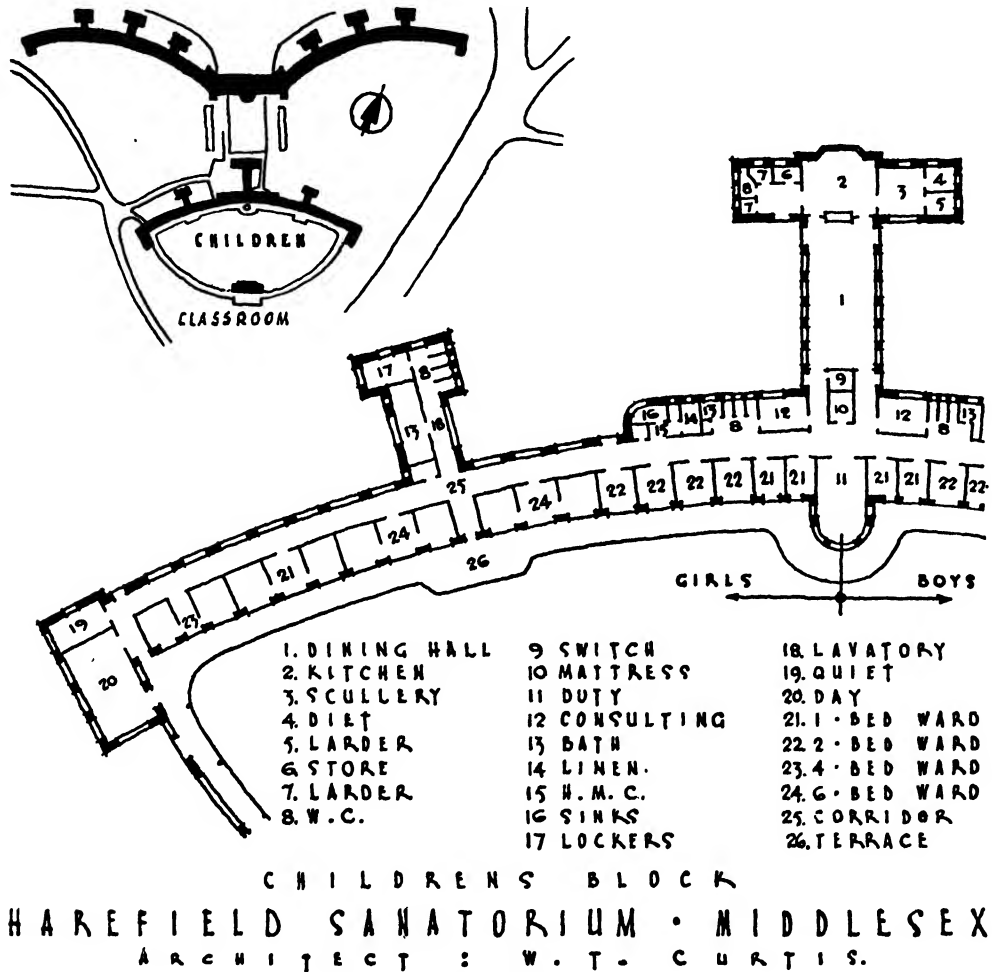 CHILDREN
CLASSROOM
7 6 2 3 4
8 7 5
1
17 8
9
16 15 14 13 8 12 10 12 8 13
13 18
25 24 22 22 22 22 21 21 11 21 21 22 22
24
21 26
23
19
20
GIRLS BOYS
1. DINING HALL
2. KITCHEN
3. SCULLERY
4. DIET
5. LARDER
6 STORE
7. LARDER
8. W.C.
9 SWITCH
10 MATTRESS
11 DUTY
12 CONSULTING
13 BATH
14 LINEN.
15 H.M.C.
16 SINKS
17 LOCKERS
18. LAVATORY
19. QUIET
20. DAY
21. 1·BED WARD
22 2·BED WARD
23. 4·BED WARD
24. 6·BED WARD
25. CORRIDOR
26. TERRACE
CHILDRENS BLOCK
HAREFIELD SANATORIUM · MIDDLESEX
ARCHITECT : W. T. CURTIS.